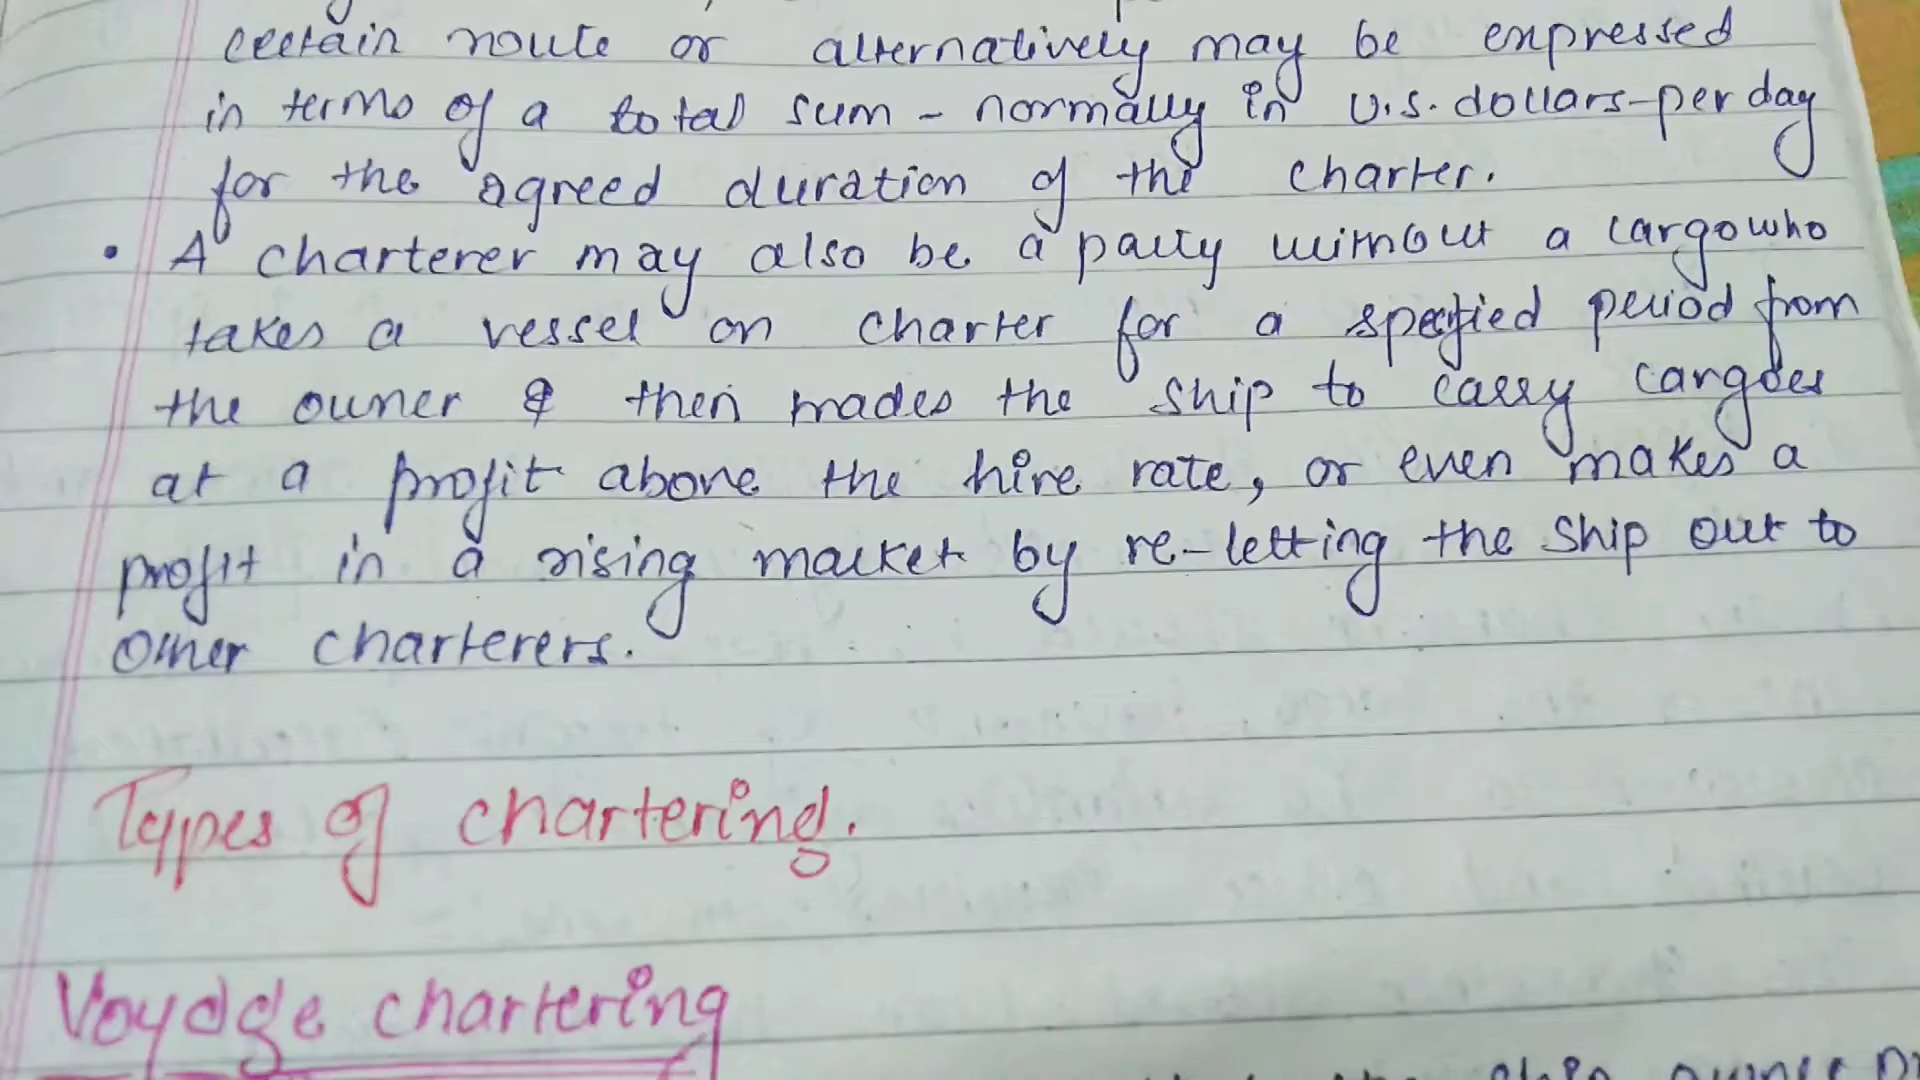 certain route or alternatively may be expressed
in terms of a total sum - normally in U.S. dollars - per day
for the agreed duration of the charter.
• A charterer may also be a party without a cargo who
takes a vessel on charter for a specified period from
the owner & then trades the ship to carry cargoes
at a profit above the hire rate, or even makes a
profit in a rising market by re-letting the ship out to
other charterers.
Types of chartering.
Voyage chartering
owner